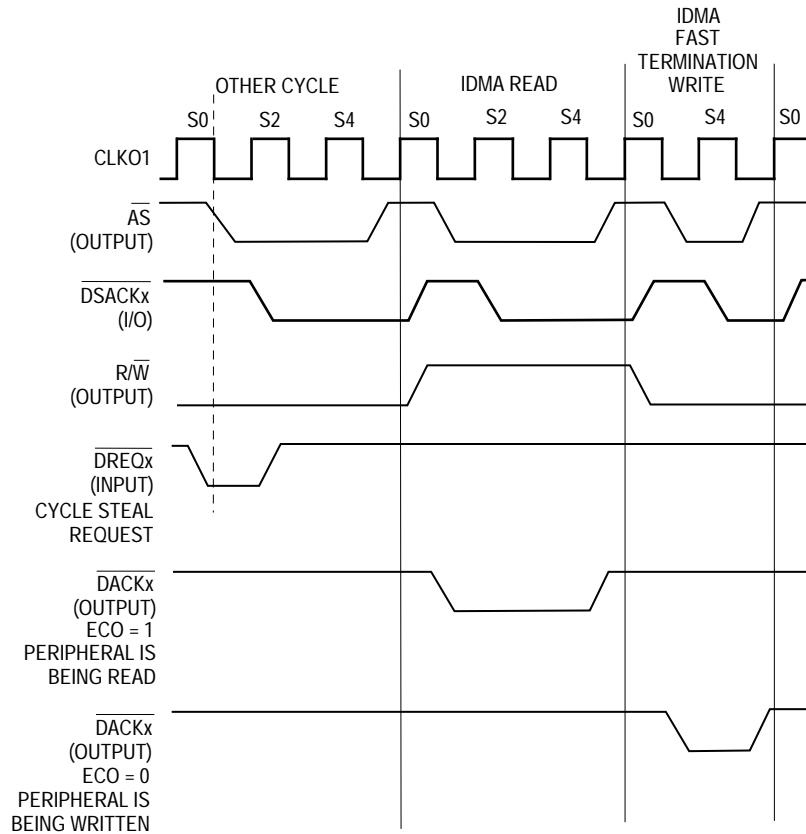 IDMA
FAST
TERMINATION
WRITE
OTHER CYCLE IDMA READ
S0 S2 S4 S0 S2 S4 S0 S4 S0
CLKO1
AS
(OUTPUT)
DSACKx
(I/O)
R/W
(OUTPUT)
DREQx
(INPUT)
CYCLE STEAL
REQUEST
DACKx
(OUTPUT)
ECO = 1
PERIPHERAL IS
BEING READ
DACKx
(OUTPUT)
ECO = 0
PERIPHERAL IS
BEING WRITTEN